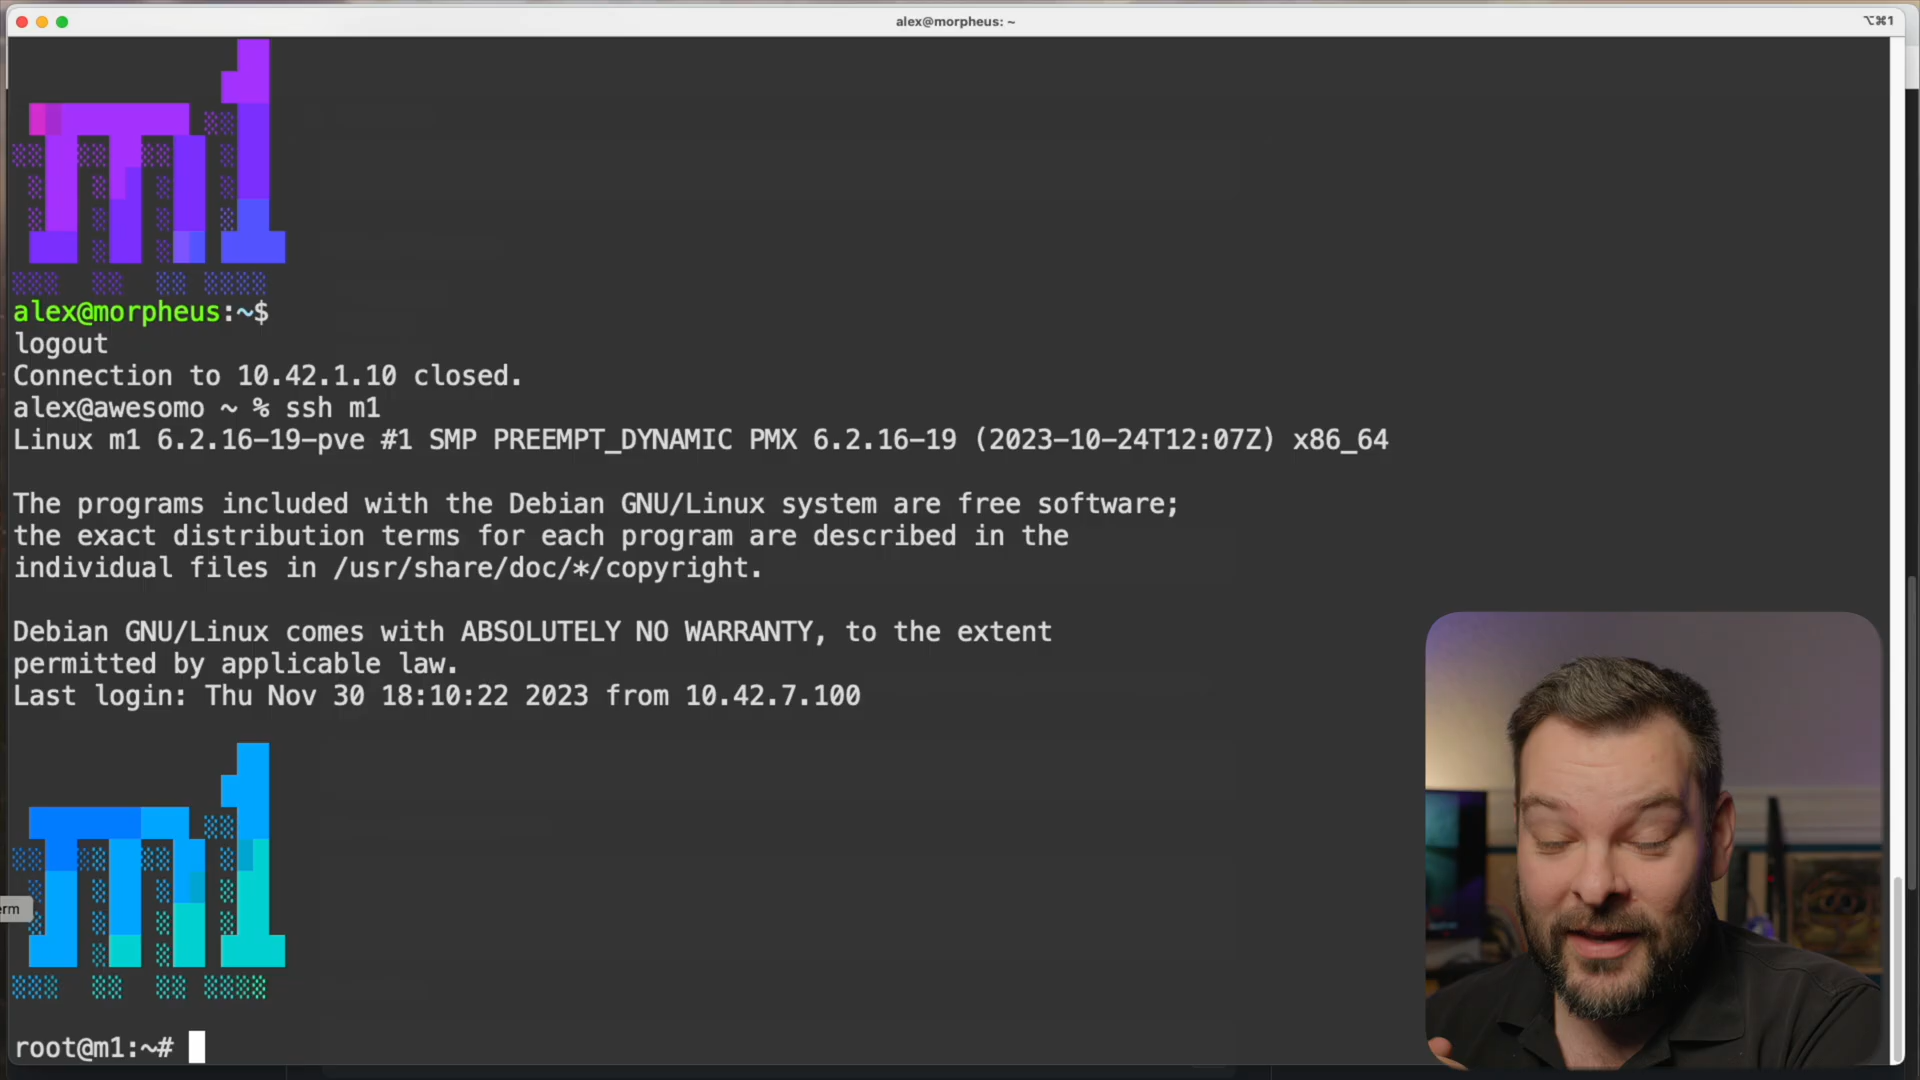 alex@morpheus: ~
⌥⌘1
m1
alex@morpheus:~$
logout
Connection to 10.42.1.10 closed.
alex@awesomo ~ % ssh m1
Linux m1 6.2.16-19-pve #1 SMP PREEMPT_DYNAMIC PMX 6.2.16-19 (2023-10-24T12:07Z) x86_64
The programs included with the Debian GNU/Linux system are free software;
the exact distribution terms for each program are described in the
individual files in /usr/share/doc/*/copyright.
Debian GNU/Linux comes with ABSOLUTELY NO WARRANTY, to the extent
permitted by applicable law.
Last login: Thu Nov 30 18:10:22 2023 from 10.42.7.100
m1
erm
root@m1:~#